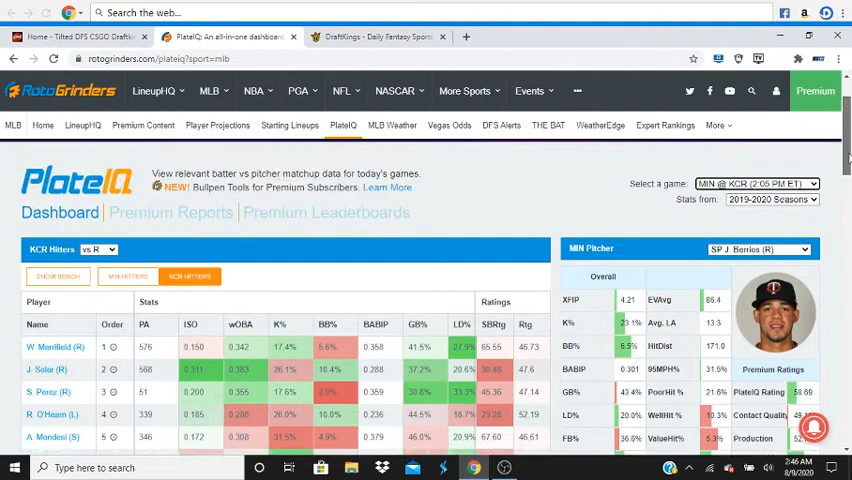 Search the web...
Home - Tilted DFS CSGO Draftki
PlateIQ: An all-in-one dashboard
DraftKings - Daily Fantasy Sports
rotogrinders.com/plateiq?sport=mlb
RotoGrinders
LineupHQ MLB NBA PGA NFL NASCAR More Sports Events Premium
MLB Home LineupHQ Premium Content Player Projections Starting Lineups PlateIQ MLB Weather Vegas Odds DFS Alerts THE BAT WeatherEdge Expert Rankings More
PlateIQ
View relevant batter vs pitcher matchup data for today's games.
NEW! Bullpen Tools for Premium Subscribers. Learn More
Select a game: MIN @ KCR (2:05 PM ET)
Stats from: 2019-2020 Seasons
Dashboard | Premium Reports | Premium Leaderboards
KCR Hitters vs R
SHOW BENCH MIN HITTERS KCR HITTERS
Player Stats Ratings
Name Order PA ISO wOBA K% BB% BABIP GB% LD% SBRtg Rtg
W. Merrifield (R) 1 576 0.150 0.342 17.4% 5.6% 0.358 41.5% 27.9% 65.55 46.73
J. Soler (R) 2 568 0.311 0.383 26.1% 10.4% 0.288 37.2% 20.6% 30.48 47.6
S. Perez (R) 3 51 0.200 0.355 17.6% 2.0% 0.359 30.8% 33.3% 45.36 47.14
R. O'Hearn (L) 4 339 0.185 0.288 26.0% 10.0% 0.236 44.5% 18.7% 29.28 52.19
A. Mondesi (S) 5 346 0.172 0.308 31.5% 4.9% 0.379 46.0% 20.9% 67.60 46.61
MIN Pitcher SP J. Berrios (R)
Overall
XFIP 4.21 EVAvg 86.4
K% 23.1% Avg. LA 13.3
BB% 6.5% HitDist 171.0
BABIP 0.301 95MPH% 31.5%
GB% 43.4% PoorHit % 21.6%
LD% 20.0% WellHit % 10.3%
FB% 36.6% ValueHit% 5.3%
Premium Ratings
PlateIQ Rating 58.69
Contact Quality
Production
Type here to search
2:46 AM
8/9/2020